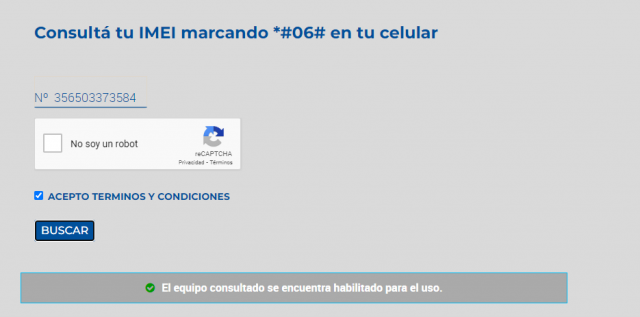 Consultá tu IMEI marcando *#06# en tu celular
Nº 356503373584
No soy un robot
reCAPTCHA
Privacidad - Términos
ACEPTO TERMINOS Y CONDICIONES
BUSCAR
El equipo consultado se encuentra habilitado para el uso.